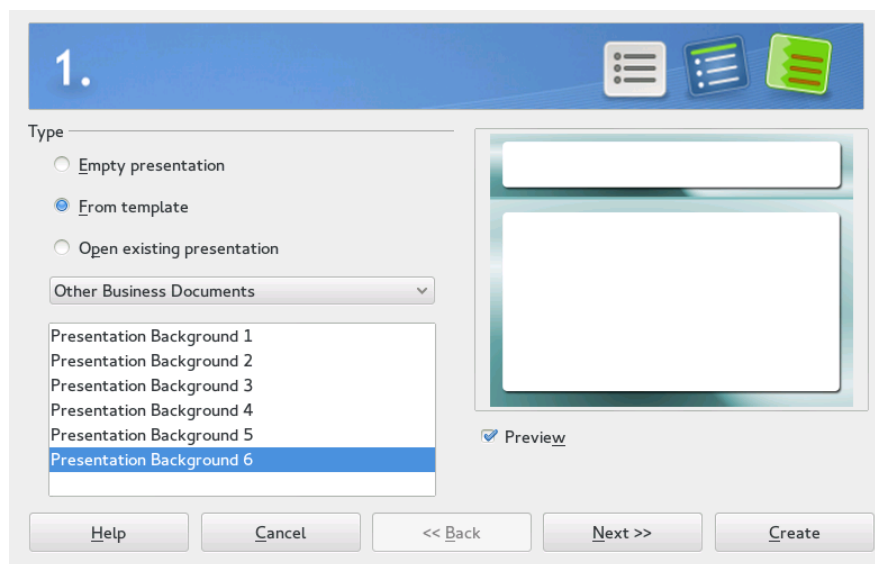 1.
Type
Empty presentation
From template
Open existing presentation
Other Business Documents
Presentation Background 1
Presentation Background 2
Presentation Background 3
Presentation Background 4
Presentation Background 5
Presentation Background 6
Preview
Help
Cancel
<< Back
Next >>
Create